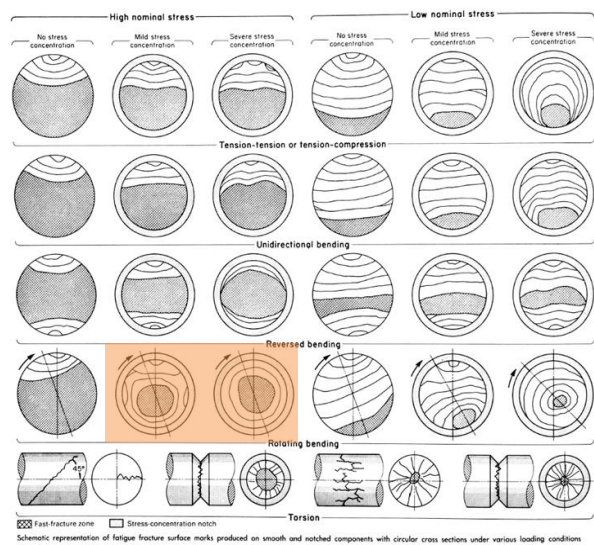 High nominal stress
Low nominal stress
No stress
concentration
Mild stress
concentration
Severe stress
concentration
No stress
concentration
Mild stress
concentration
Severe stress
concentration
Tension-tension or tension-compression
Unidirectional bending
Reversed bending
Rotating bending
45°
Torsion
Fast-fracture zone
Stress-concentration notch
Schematic representation of fatigue fracture surface marks produced on smooth and notched components with circular cross sections under various loading conditions